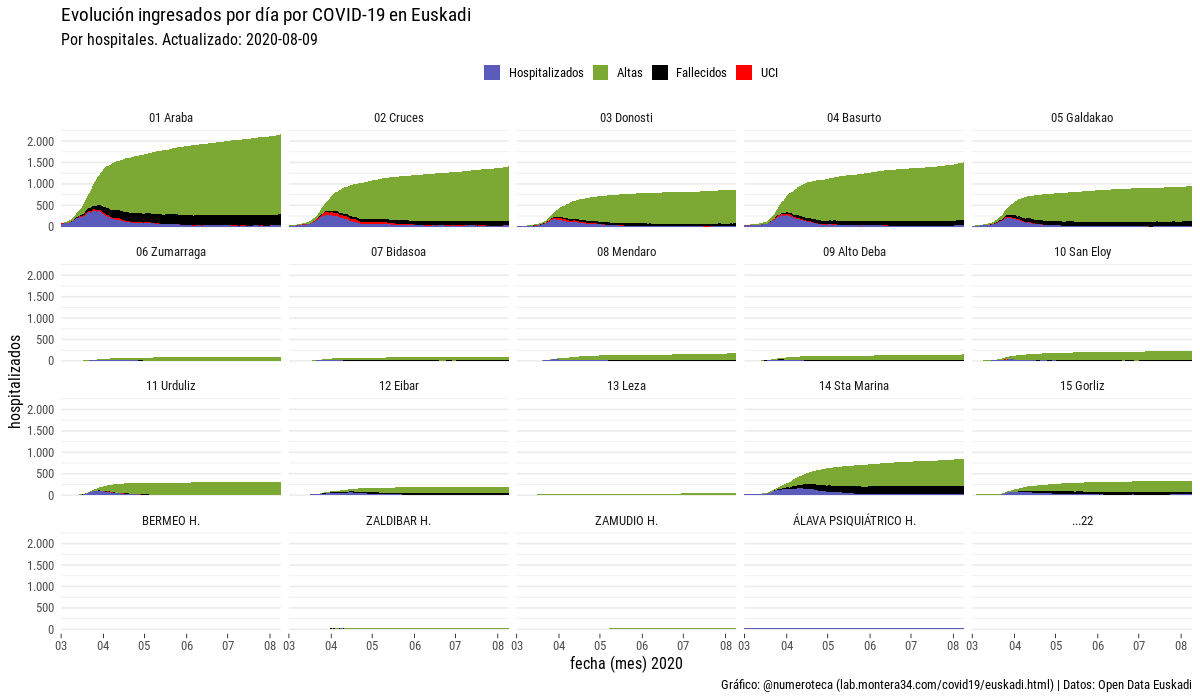 Evolución ingresados por día por COVID-19 en Euskadi
Por hospitales. Actualizado: 2020-08-09
Hospitalizados Altas Fallecidos UCI
01 Araba 02 Cruces 03 Donosti 04 Basurto 05 Galdakao
2.000
1.500
1.000
500
0
06 Zumarraga 07 Bidasoa 08 Mendaro 09 Alto Deba 10 San Eloy
2.000
1.500
1.000
500
0
11 Urduliz 12 Eibar 13 Leza 14 Sta Marina 15 Gorliz
2.000
1.500
1.000
500
0
BERMEO H. ZALDIBAR H. ZAMUDIO H. ÁLAVA PSIQUIÁTRICO H. ...22
2.000
1.500
1.000
500
0
hospitalizados
03 04 05 06 07 08 03 04 05 06 07 08 03 04 05 06 07 08 03 04 05 06 07 08 03 04 05 06 07 08
fecha (mes) 2020
Gráfico: @numeroteca (lab.montera34.com/covid19/euskadi.html) | Datos: Open Data Euskadi